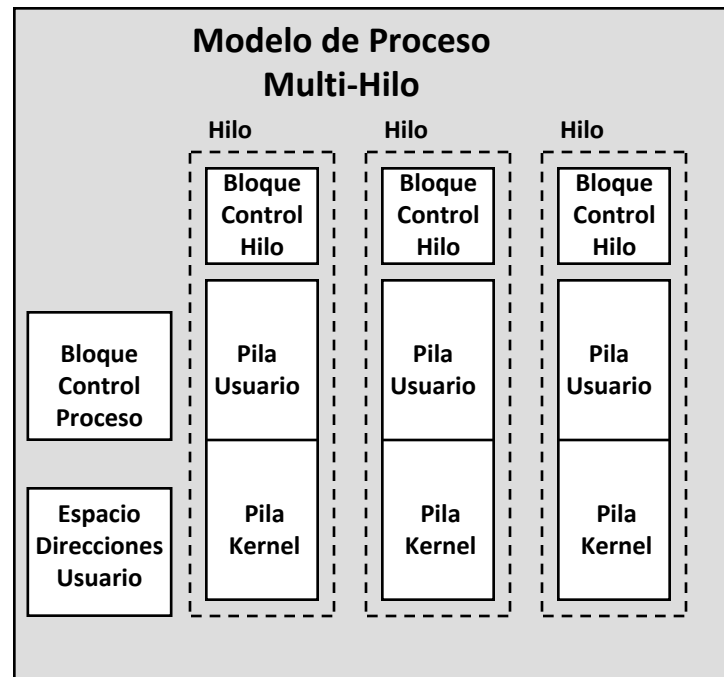 Modelo de Proceso
Multi-Hilo
Hilo
Hilo
Hilo
Bloque
Control
Hilo
Bloque
Control
Hilo
Bloque
Control
Hilo
Bloque
Control
Proceso
Pila
Usuario
Pila
Usuario
Pila
Usuario
Espacio
Direcciones
Usuario
Pila
Kernel
Pila
Kernel
Pila
Kernel